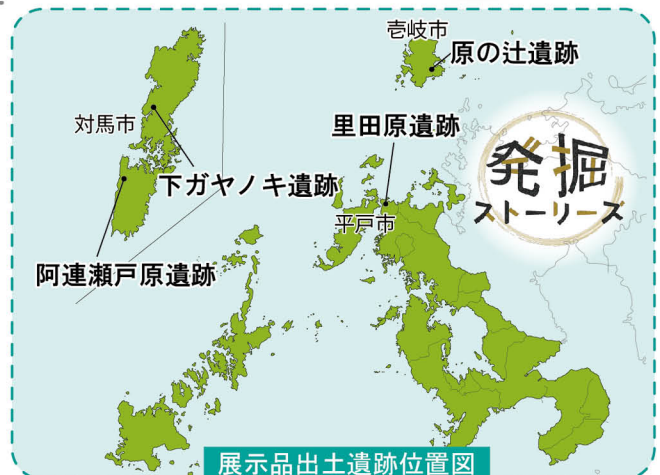 壱岐市
原の辻遺跡
対馬市
里田原遺跡
発掘
ストーリーズ
下ガヤノキ遺跡
平戸市
阿連瀬戸原遺跡
展示品出土遺跡位置図